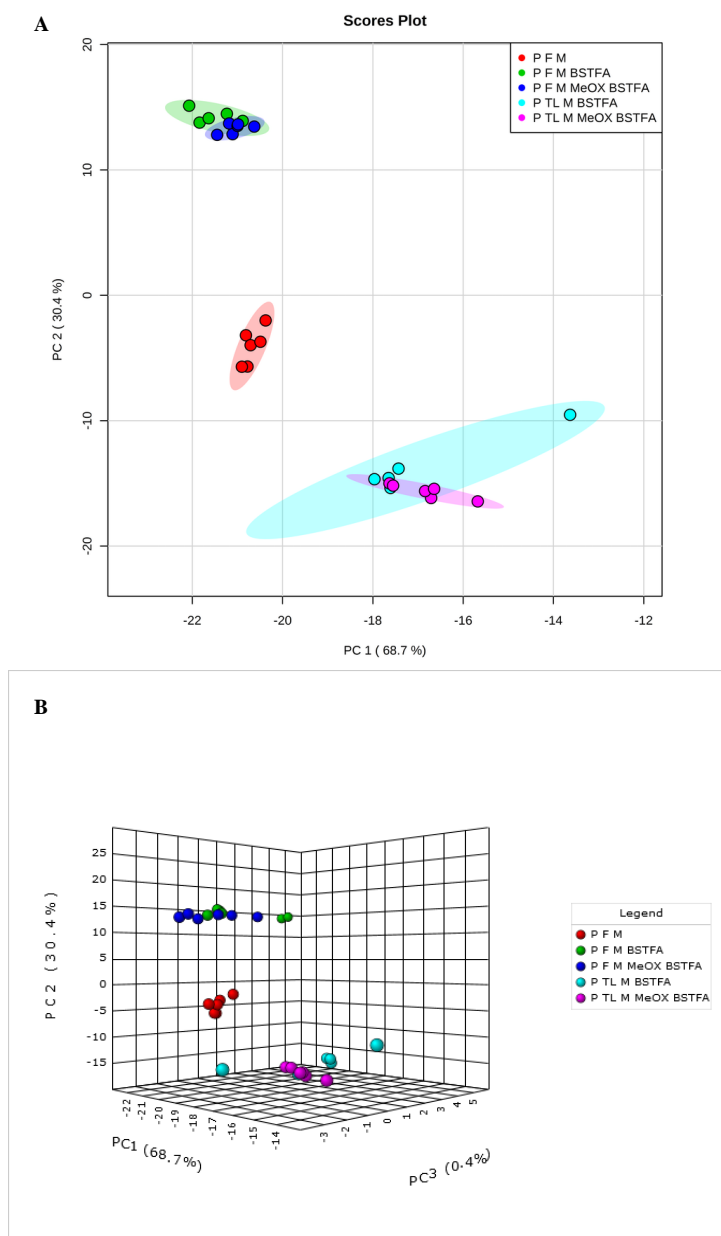 A
Scores Plot
P F M
P F M BSTFA
P F M MeOX BSTFA
P TL M BSTFA
P TL M MeOX BSTFA
20
10
0
-10
-20
PC 2 ( 30.4 %)
-22
-20
-18
-16
-14
-12
PC 1 ( 68.7 %)
B
25
20
15
10
5
0
-5
-10
-15
PC 2 (30.4%)
-22
-21
-20
-19
-18
-17
-16
-15
-14
PC1 (68.7%)
-3
-2
-1
0
1
2
3
4
5
PC3 (0.4%)
Legend
P F M
P F M BSTFA
P F M MeOX BSTFA
P TL M BSTFA
P TL M MeOX BSTFA